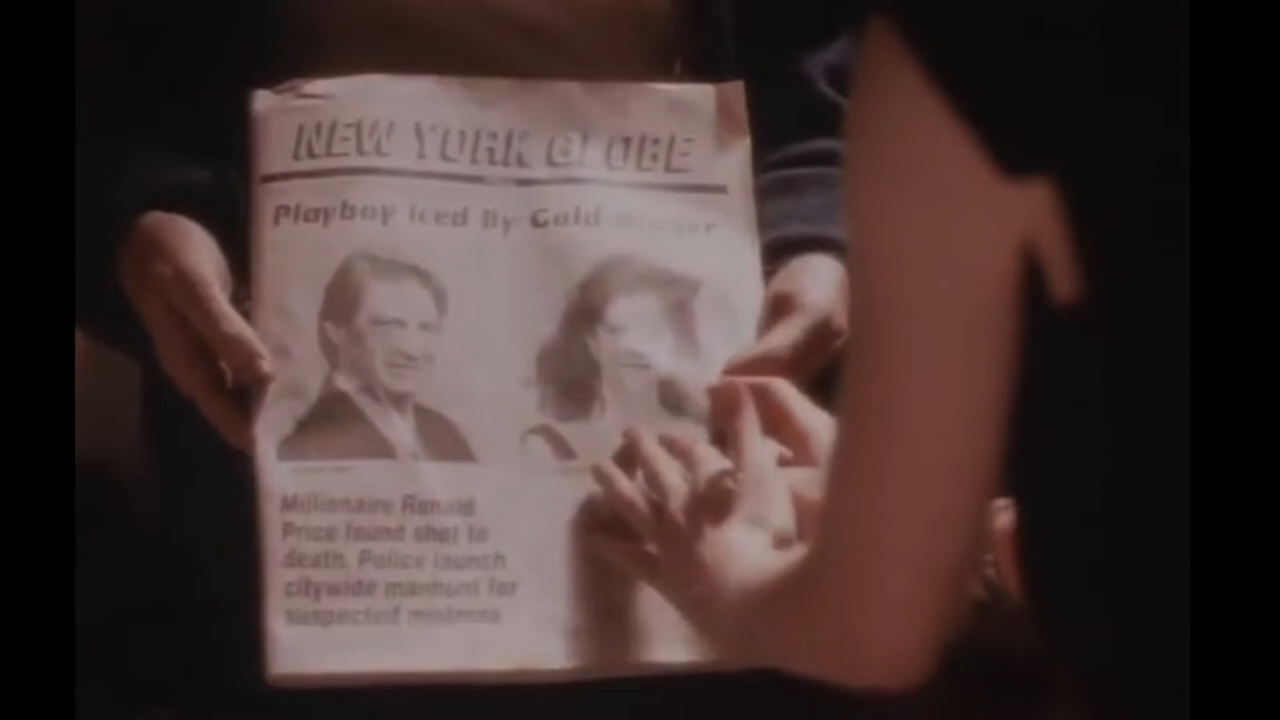 NEW YORK GLOBE
Playboy Iced By Gold
Millionaire Ronald
Price found shot to
death. Police launch
citywide manhunt for
suspected mistress